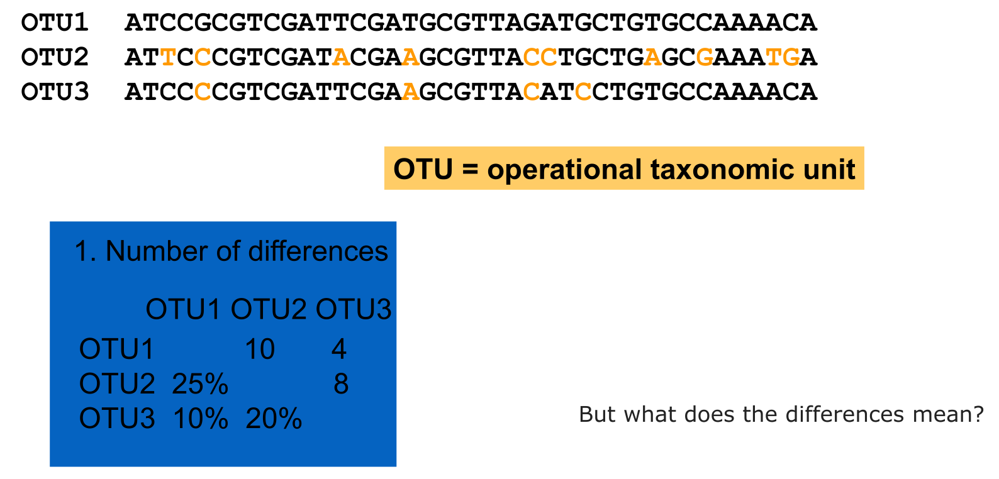 OTU1 ATCCGCGTCGATTCGATGCGTTAGATGCTGTGCCAAAACA
OTU2 ATTCCCGTCGATACGAAGCGTTACCTGCTGAGCGAAATGA
OTU3 ATCCCCGTCGATTCGAAGCGTTACATCCTGTGCCAAAACA
OTU = operational taxonomic unit
1. Number of differences
OTU1 OTU2 OTU3
OTU1 10 4
OTU2 25% 8
OTU3 10% 20%
But what does the differences mean?